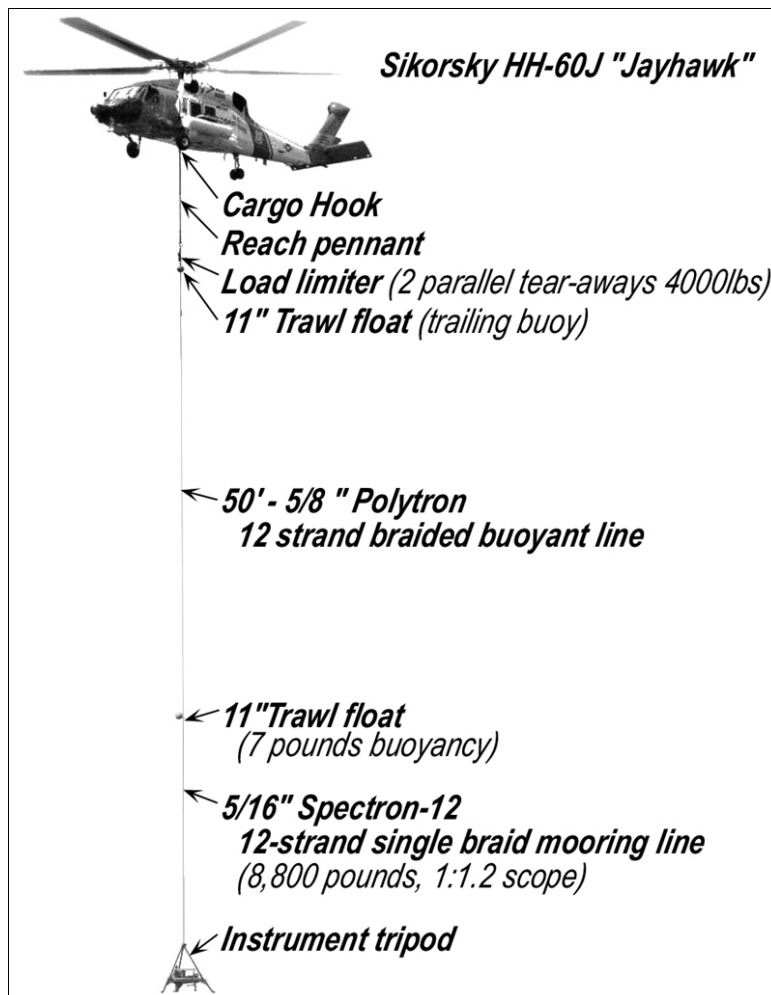 Sikorsky HH-60J "Jayhawk"
Cargo Hook
Reach pennant
Load limiter (2 parallel tear-aways 4000lbs)
11" Trawl float (trailing buoy)
50' - 5/8 " Polytron
12 strand braided buoyant line
11"Trawl float
(7 pounds buoyancy)
5/16" Spectron-12
12-strand single braid mooring line
(8,800 pounds, 1:1.2 scope)
Instrument tripod